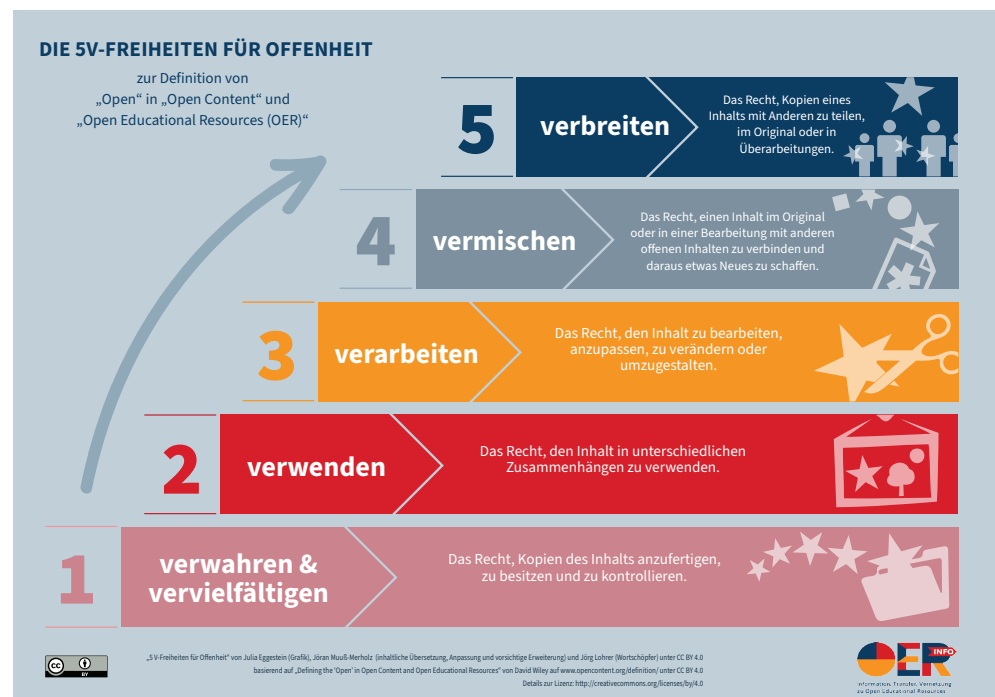 DIE 5V-FREIHEITEN FÜR OFFENHEIT
zur Definition von
„Open“ in „Open Content“ und
„Open Educational Resources (OER)“
5
verbreiten
Das Recht, Kopien eines
Inhalts mit Anderen zu teilen,
im Original oder in
Überarbeitungen.
4
vermischen
Das Recht, einen Inhalt im Original
oder in einer Bearbeitung mit anderen
offenen Inhalten zu verbinden und
daraus etwas Neues zu schaffen.
3
verarbeiten
Das Recht, den Inhalt zu bearbeiten,
anzupassen, zu verändern oder
umzugestalten.
2
verwenden
Das Recht, den Inhalt in unterschiedlichen
Zusammenhängen zu verwenden.
1
verwahren &
vervielfältigen
Das Recht, Kopien des Inhalts anzufertigen,
zu besitzen und zu kontrollieren.
cc
BY
„5 V-Freiheiten für Offenheit“ von Julia Eggestein (Grafik), Jöran Muuß-Merholz (inhaltliche Übersetzung, Anpassung und vorsichtige Erweiterung) und Jörg Lohrer (Wortschöpfer) unter CC BY 4.0
basierend auf „Defining the 'Open' in Open Content and Open Educational Resources“ von David Wiley auf www.opencontent.org/definition/ unter CC BY 4.0
Details zur Lizenz: http://creativecommons.org/licenses/by/4.0
OER INFO
Information, Transfer, Vernetzung
zu Open Educational Resources